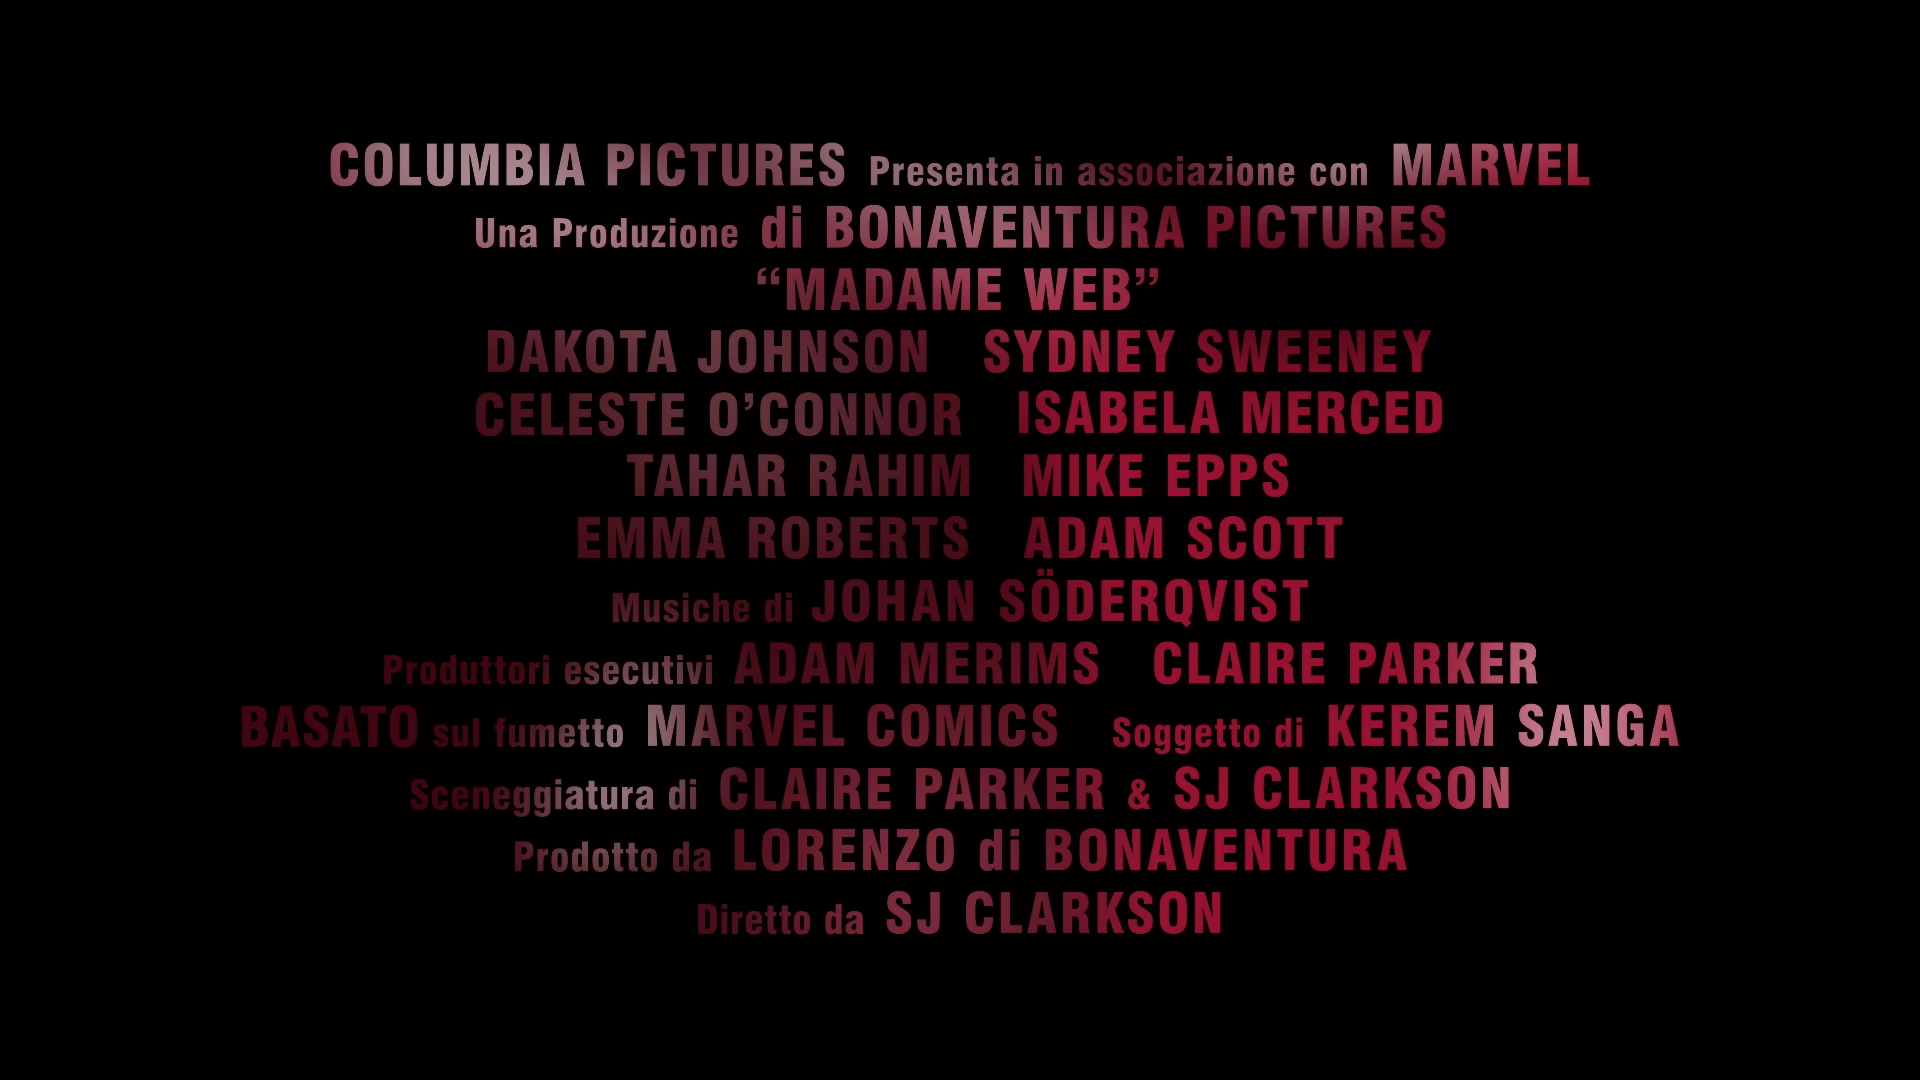 COLUMBIA PICTURES Presenta in associazione con MARVEL
Una Produzione di BONAVENTURA PICTURES
“MADAME WEB”
DAKOTA JOHNSON SYDNEY SWEENEY
CELESTE O’CONNOR ISABELA MERCED
TAHAR RAHIM MIKE EPPS
EMMA ROBERTS ADAM SCOTT
Musiche di JOHAN SÖDERQVIST
Produttori esecutivi ADAM MERIMS CLAIRE PARKER
BASATO sul fumetto MARVEL COMICS Soggetto di KEREM SANGA
Sceneggiatura di CLAIRE PARKER & SJ CLARKSON
Prodotto da LORENZO di BONAVENTURA
Diretto da SJ CLARKSON